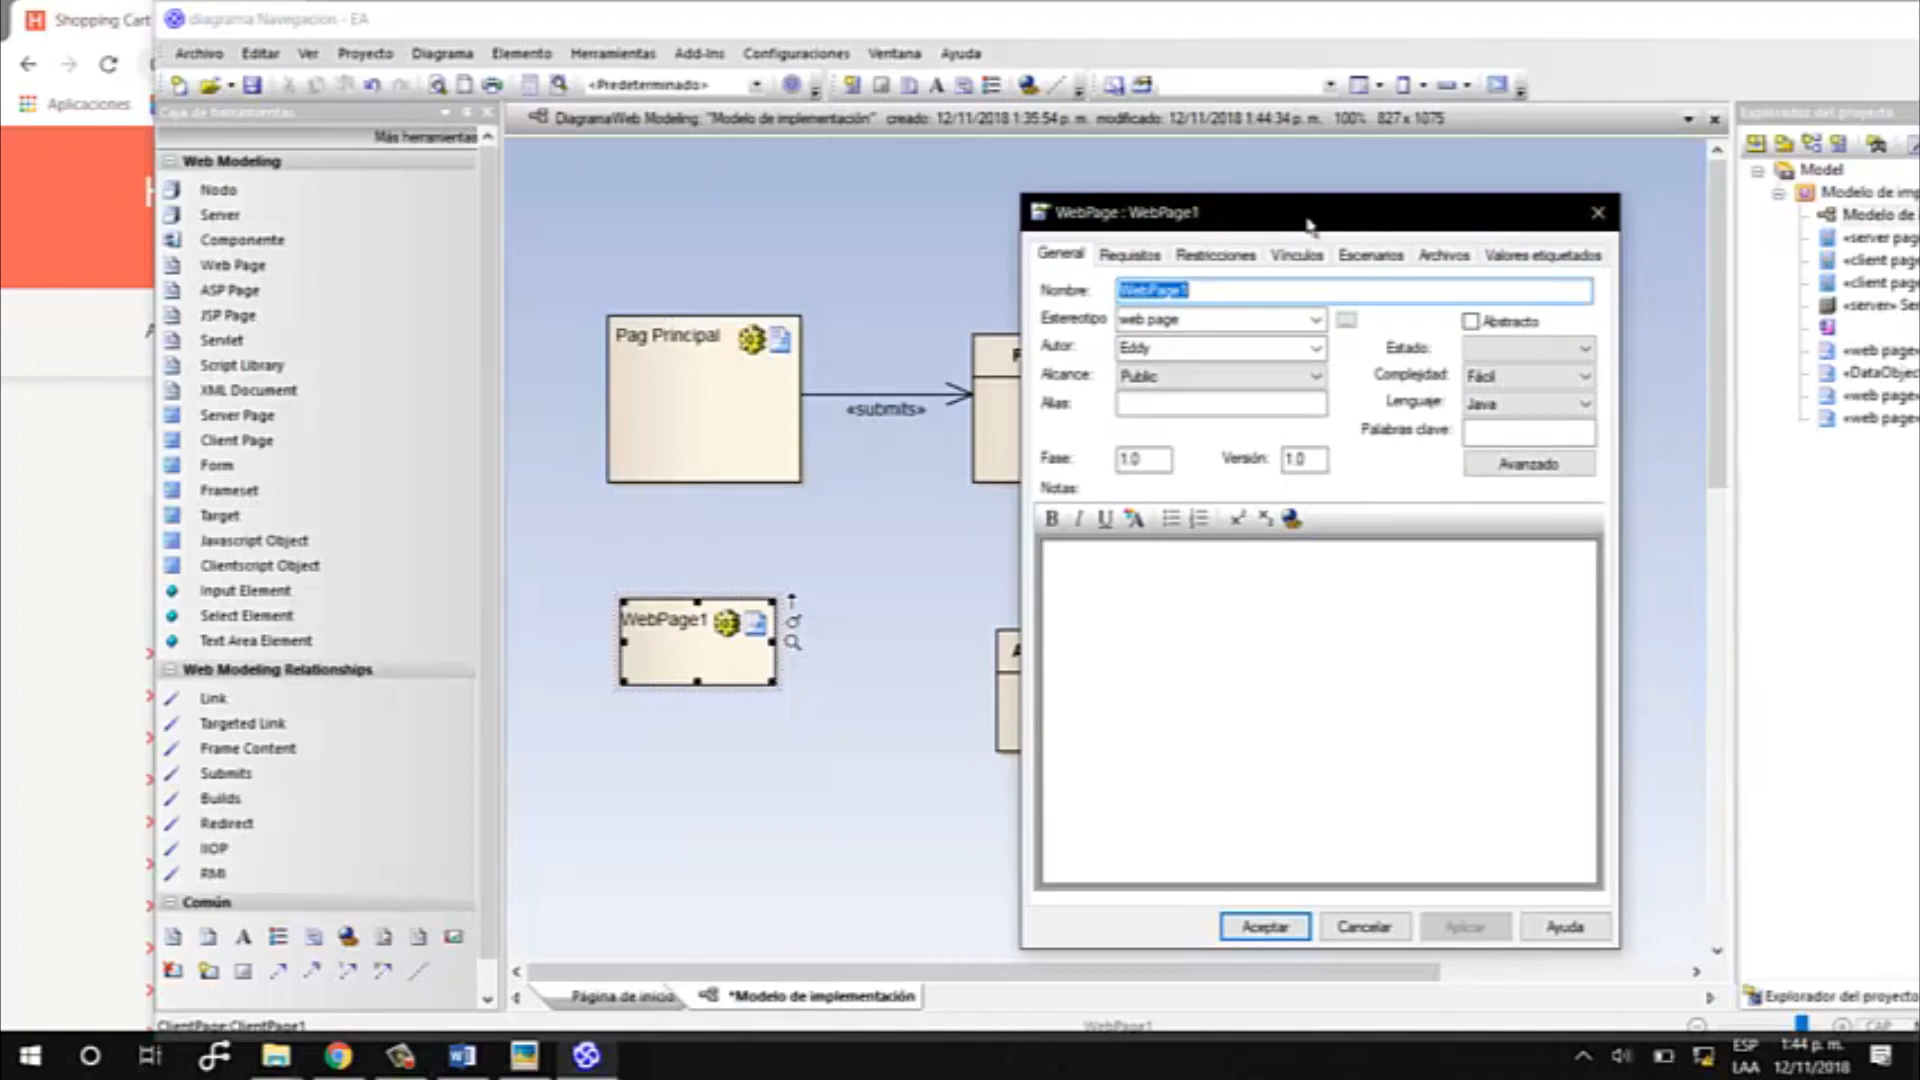 Shopping Cart
diagrama Navegacion - EA
Archivo Editar Ver Proyecto Diagrama Elemento Herramientas Add-Ins Configuraciones Ventana Ayuda
<Predeterminado>
Aplicaciones
Caja de herramientas
Más herramientas
DiagramaWeb Modeling: "Modelo de implementación" creado: 12/11/2018 1:35:54 p. m. modificado: 12/11/2018 1:44:34 p. m. 100% 827 x 1075
Explorador del proyecto
Web Modeling
Nodo
Server
Componente
Web Page
ASP Page
JSP Page
Servlet
Script Library
XML Document
Server Page
Client Page
Form
Frameset
Target
Javascript Object
Clientscript Object
Input Element
Select Element
Text Area Element
Web Modeling Relationships
Link
Targeted Link
Frame Content
Submits
Builds
Redirect
IIOP
RMI
Común
Pag Principal
«submits»
WebPage1
WebPage : WebPage1
General Requisitos Restricciones Vínculos Escenarios Archivos Valores etiquetados
Nombre: WebPage1
Estereotipo web page
Abstracto
Autor: Eddy
Estado:
Alcance: Public
Complejidad: Fácil
Alias:
Lenguaje: Java
Palabras clave:
Fase: 1.0 Versión: 1.0
Avanzado
Notas:
B I U A
Aceptar Cancelar Aplicar Ayuda
Model
Modelo de imp
Modelo de
«server pag
«client page
«client page
«server» Se
«web page»
«DataObjec
«web page»
«web page»
Página de inicio *Modelo de implementación
Explorador del proyecto
ClientPage:ClientPage1
WebPage1
CAP
ESP
LAA
1:44 p. m.
12/11/2018